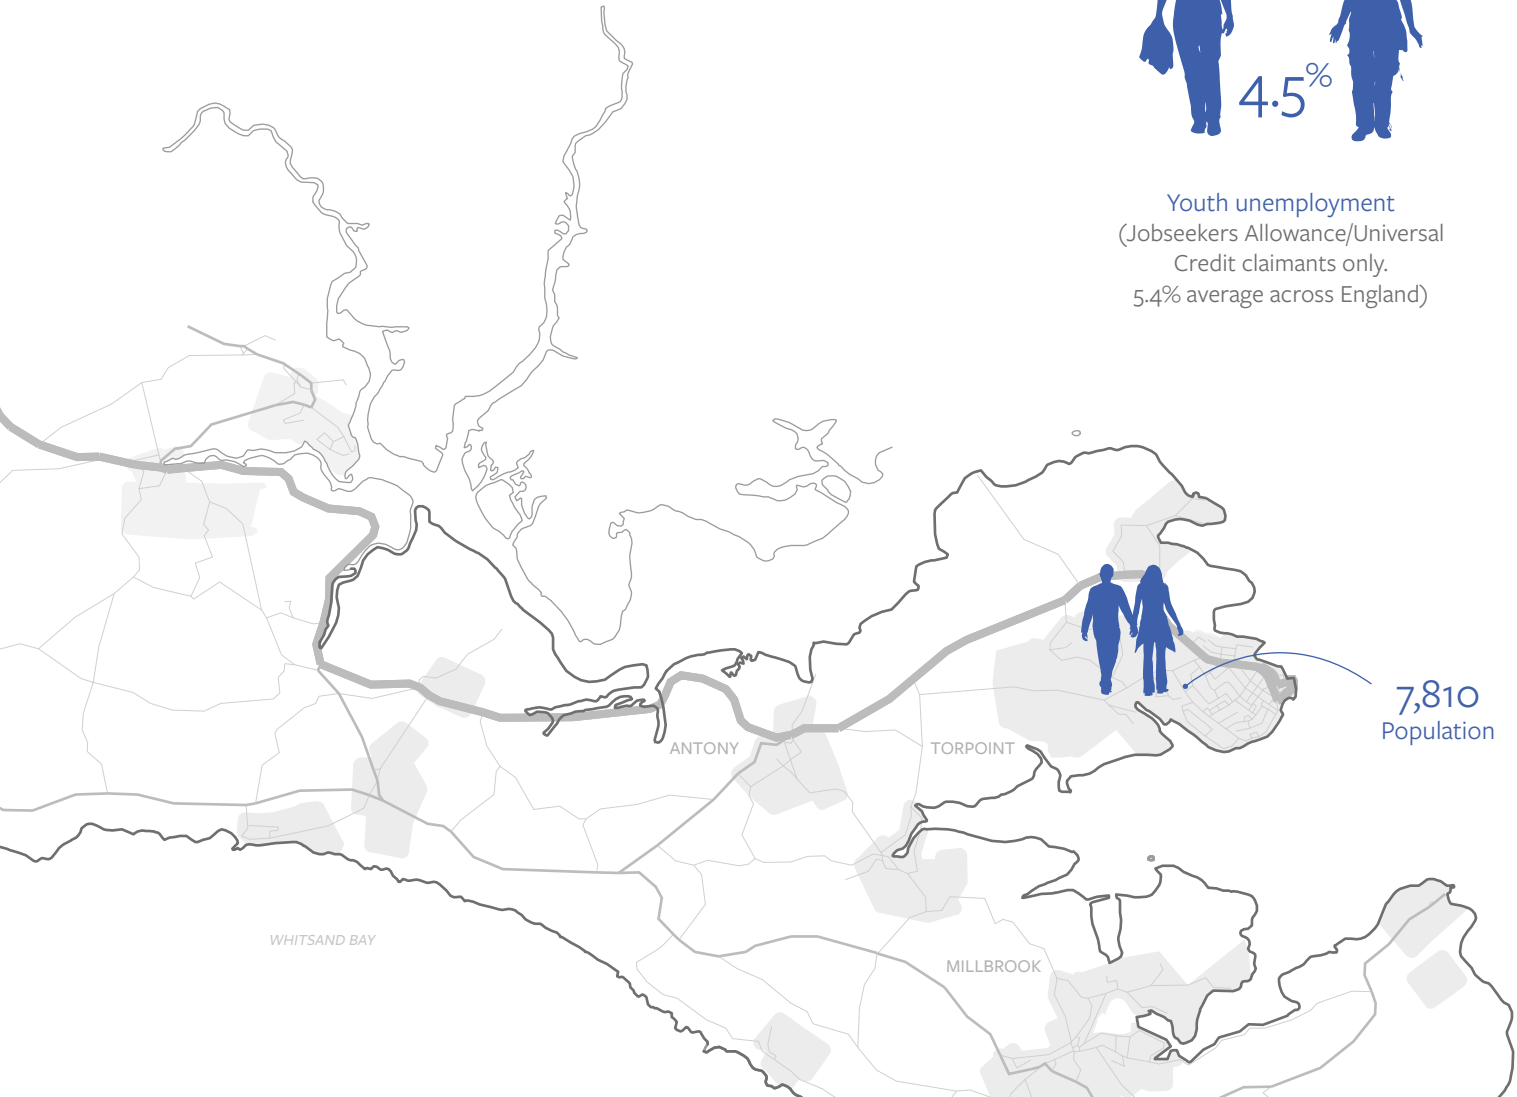 4.5%
Youth unemployment
(Jobseekers Allowance/Universal
Credit claimants only.
5.4% average across England)
7,810
Population
ANTONY
TORPOINT
WHITSAND BAY
MILLBROOK